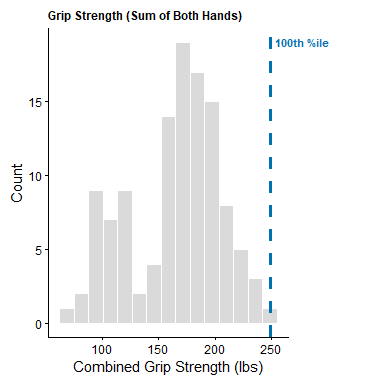 Grip Strength (Sum of Both Hands)
100th %ile
15
10
5
0
Count
100
150
200
250
Combined Grip Strength (lbs)